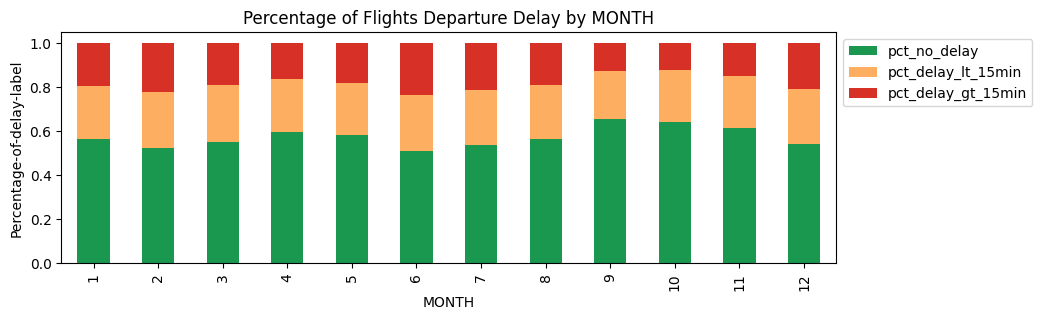 Percentage of Flights Departure Delay by MONTH
Percentage-of-delay-label
1.0
0.8
0.6
0.4
0.2
0.0
1 2 3 4 5 6 7 8 9 10 11 12
MONTH
pct_no_delay
pct_delay_lt_15min
pct_delay_gt_15min